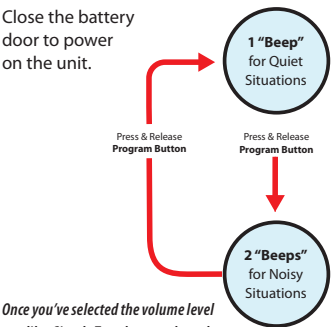 Close the battery
door to power
on the unit.
1 “Beep”
for Quiet
Situations
Press & Release
Program Button
Press & Release
Program Button
2 “Beeps”
for Noisy
Situations
Once you’ve selected the volume level